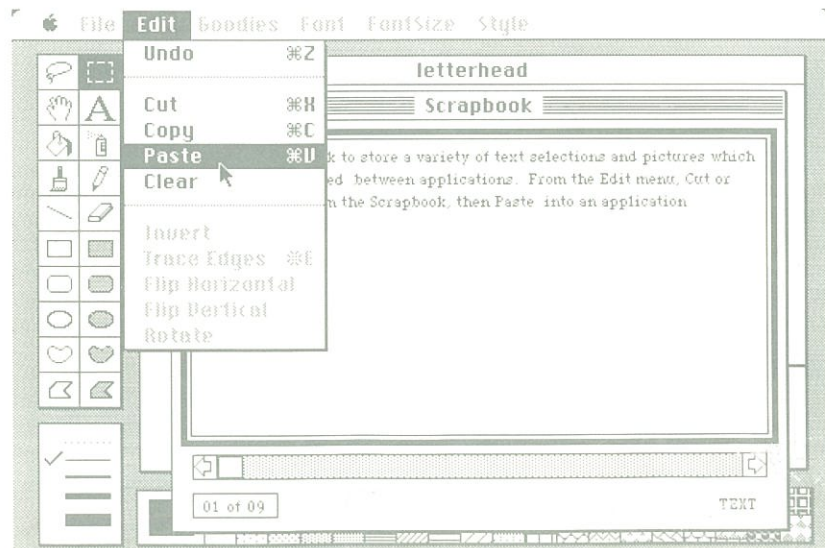 File Edit Goodies Font FontSize Style
Undo ⌘Z
Cut ⌘X
Copy ⌘C
Paste ⌘V
Clear
Invert
Trace Edges ⌘E
Flip Horizontal
Flip Vertical
Rotate
letterhead
Scrapbook
k to store a variety of text selections and pictures which
ed between applications. From the Edit menu, Cut or
m the Scrapbook, then Paste into an application
A
01 of 09
TEXT